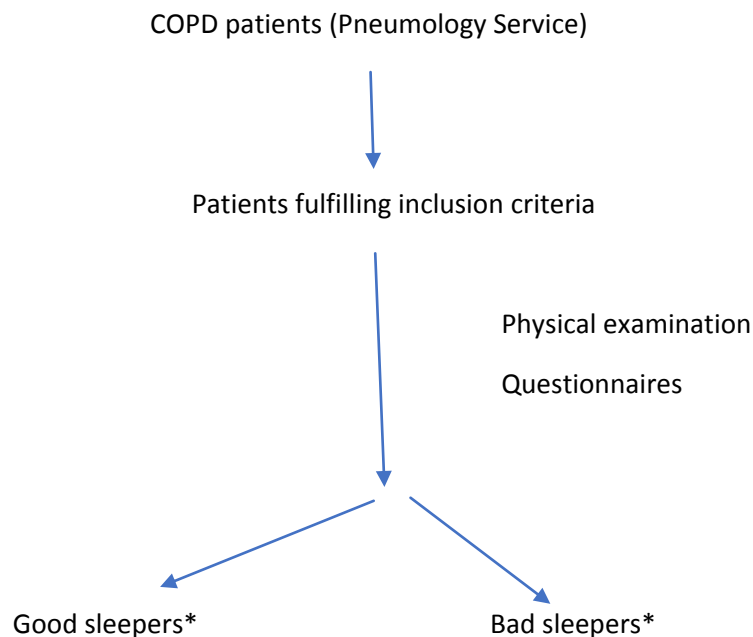 COPD patients (Pneumology Service)
Patients fulfilling inclusion criteria
Physical examination
Questionnaires
Good sleepers*
Bad sleepers*